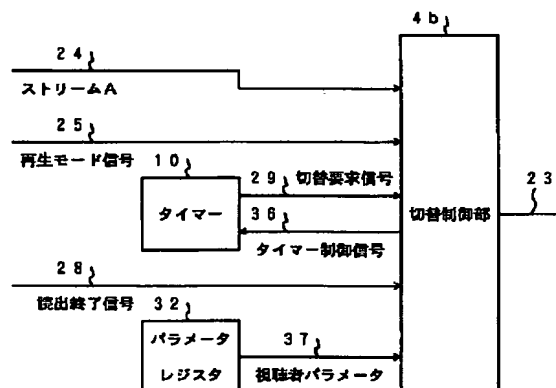 4b
24
ストリームA
25
再生モード信号
10
29 切替要求信号
23
タイマー
36
切替制御部
タイマー制御信号
28
読出終了信号
32
パラメータ
37
レジスタ
視聴者パラメータ